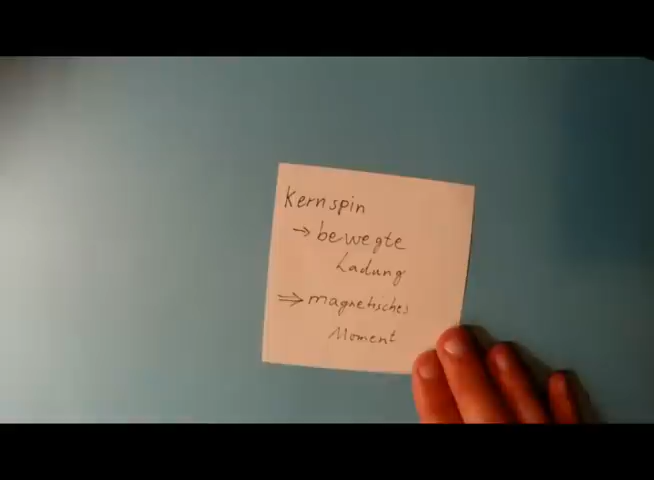 Kernspin
→ bewegte
Ladung
⇒ magnetisches
Moment